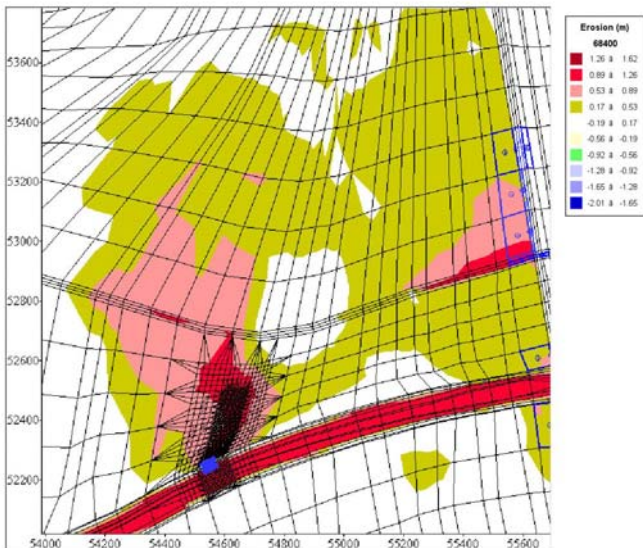 Erosion (m)
68400
1.26 à 1.62
0.89 à 1.26
0.53 à 0.89
0.17 à 0.53
-0.19 à 0.17
-0.56 à -0.19
-0.92 à -0.56
-1.28 à -0.92
-1.65 à -1.28
-2.01 à -1.65
53600
53400
53200
53000
52800
52600
52400
52200
54000 54200 54400 54600 54800 55000 55200 55400 55600